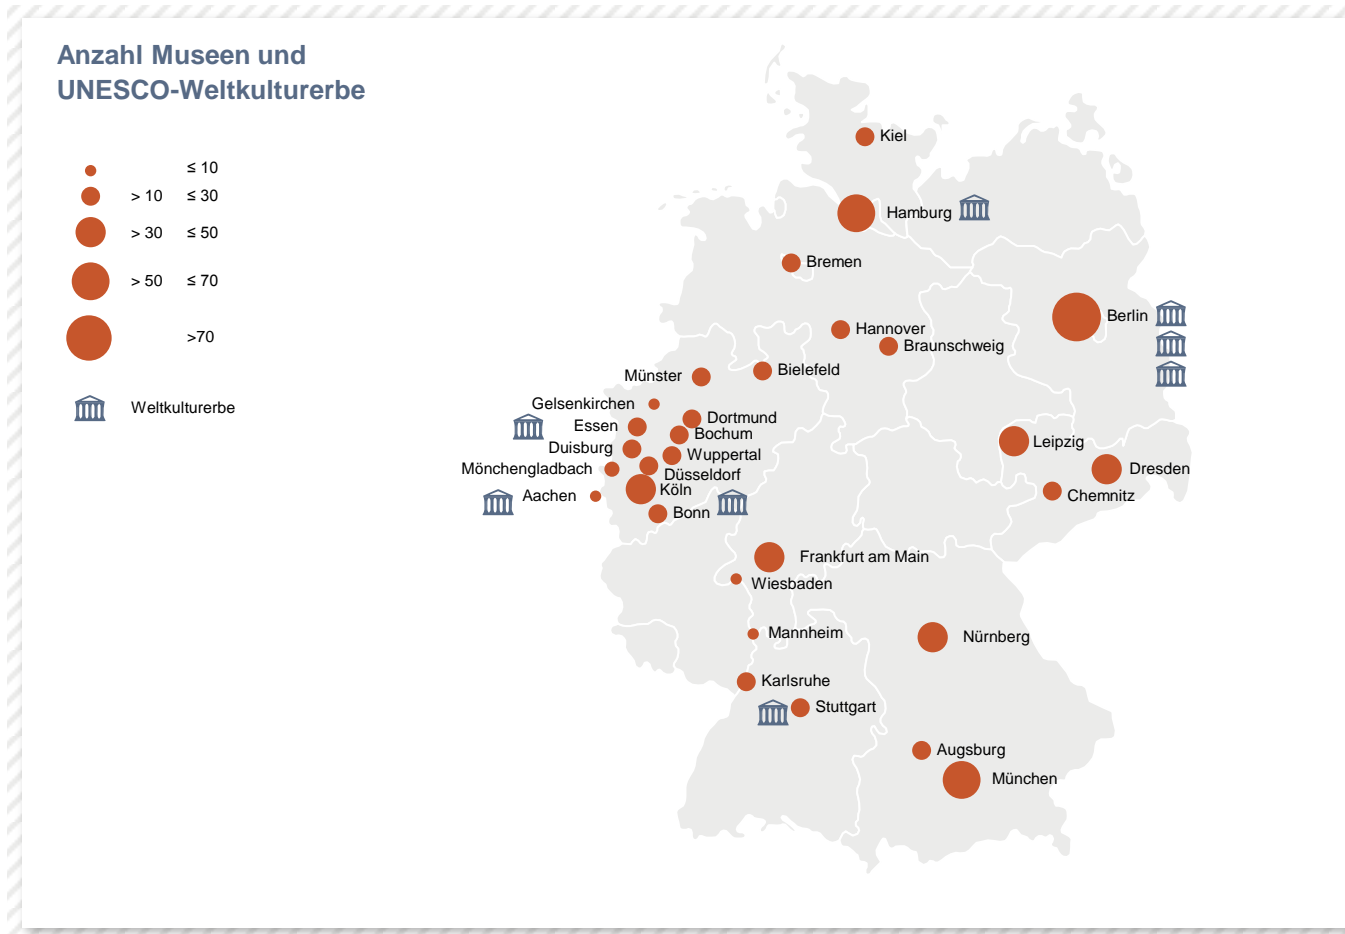 Anzahl Museen und
UNESCO-Weltkulturerbe
≤ 10
> 10 ≤ 30
> 30 ≤ 50
> 50 ≤ 70
>70
Weltkulturerbe
Kiel
Hamburg
Bremen
Berlin
Hannover
Braunschweig
Bielefeld
Münster
Gelsenkirchen
Dortmund
Essen
Bochum
Duisburg
Wuppertal
Mönchengladbach
Düsseldorf
Köln
Aachen
Bonn
Leipzig
Dresden
Chemnitz
Frankfurt am Main
Wiesbaden
Mannheim
Nürnberg
Karlsruhe
Stuttgart
Augsburg
München